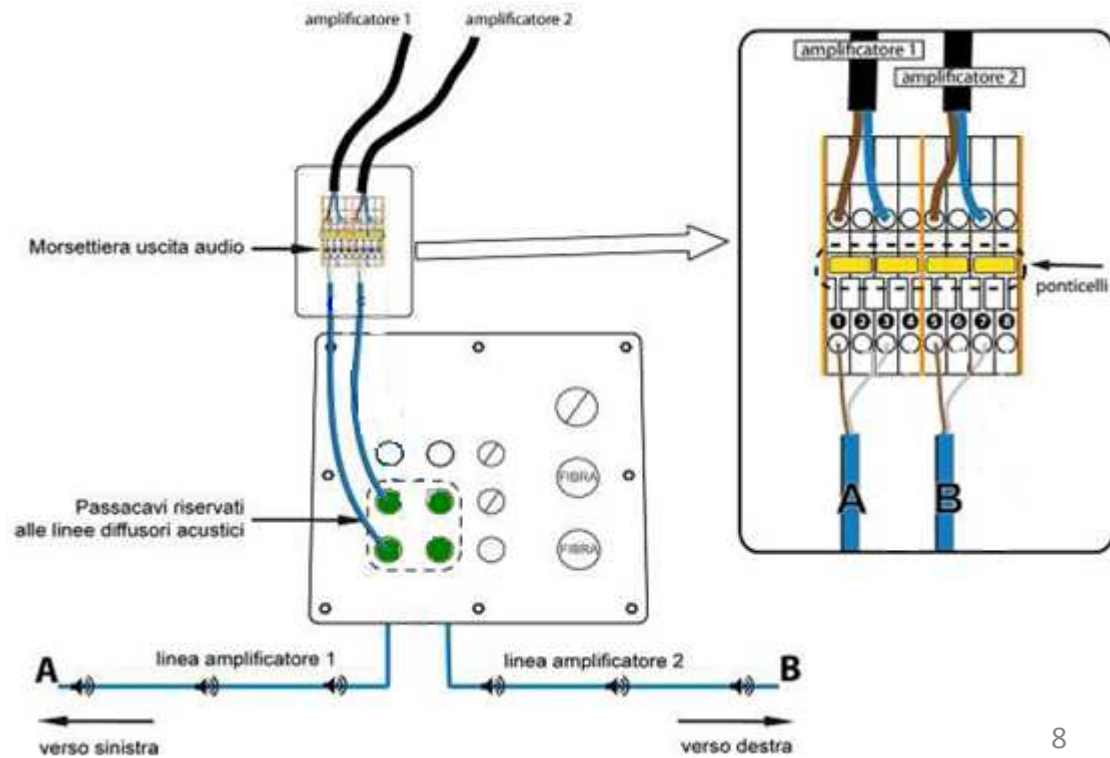 amplificatore 1
amplificatore 2
Morsettiera uscita audio
amplificatore 1
amplificatore 2
ponticelli
1 2 3 4 5 6 7 8
A B
Passacavi riservati
alle linee diffusori acustici
FIBRA
FIBRA
A linea amplificatore 1 linea amplificatore 2 B
verso sinistra verso destra
8